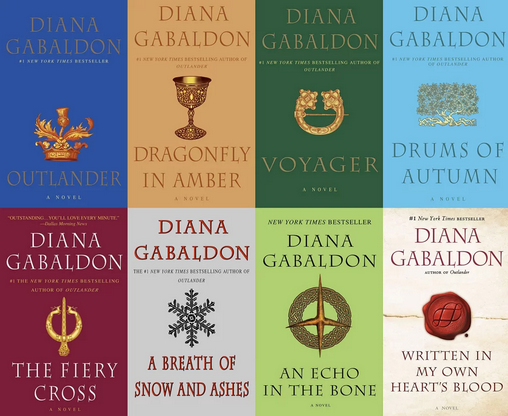 DIANA
GABALDON
#1 NEW YORK TIMES BESTSELLER
OUTLANDER
A NOVEL
DIANA
GABALDON
#1 NEW YORK TIMES BESTSELLING AUTHOR OF
OUTLANDER
DRAGONFLY
IN AMBER
A NOVEL
DIANA
GABALDON
#1 NEW YORK TIMES BESTSELLING AUTHOR OF
OUTLANDER
VOYAGER
A NOVEL
DIANA
GABALDON
#1 NEW YORK TIMES BESTSELLING AUTHOR OF
OUTLANDER
DRUMS OF
AUTUMN
A NOVEL
"OUTSTANDING...YOU'LL LOVE EVERY MINUTE."
—Dallas Morning News
DIANA
GABALDON
#1 THE NEW YORK TIMES BESTSELLING
AUTHOR OF OUTLANDER
THE FIERY
CROSS
A NOVEL
DIANA
GABALDON
THE #1 NEW YORK TIMES BESTSELLING AUTHOR OF
OUTLANDER
A BREATH OF
SNOW AND ASHES
NEW YORK TIMES BESTSELLER
DIANA
GABALDON
AN ECHO
IN THE BONE
A NOVEL
#1 New York Times BESTSELLER
DIANA
GABALDON
AUTHOR OF Outlander
WRITTEN IN
MY OWN
HEART'S BLOOD
A NOVEL